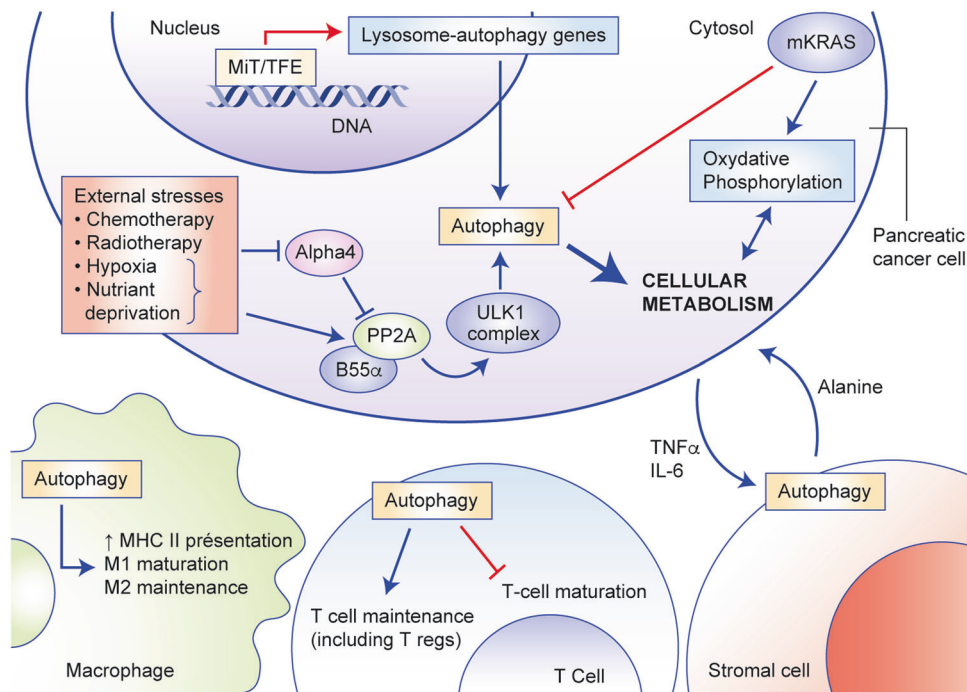 Nucleus
Lysosome-autophagy genes
Cytosol
mKRAS
MiT/TFE
DNA
Oxydative
Phosphorylation
External stresses
• Chemotherapy
• Radiotherapy
• Hypoxia
• Nutriant
deprivation
Alpha4
Autophagy
Pancreatic
cancer cell
CELLULAR
METABOLISM
ULK1
complex
PP2A
B55α
Alanine
TNFα
IL-6
Autophagy
↑ MHC II présentation
M1 maturation
M2 maintenance
Macrophage
Autophagy
T-cell maturation
T cell maintenance
(including T regs)
T Cell
Autophagy
Stromal cell